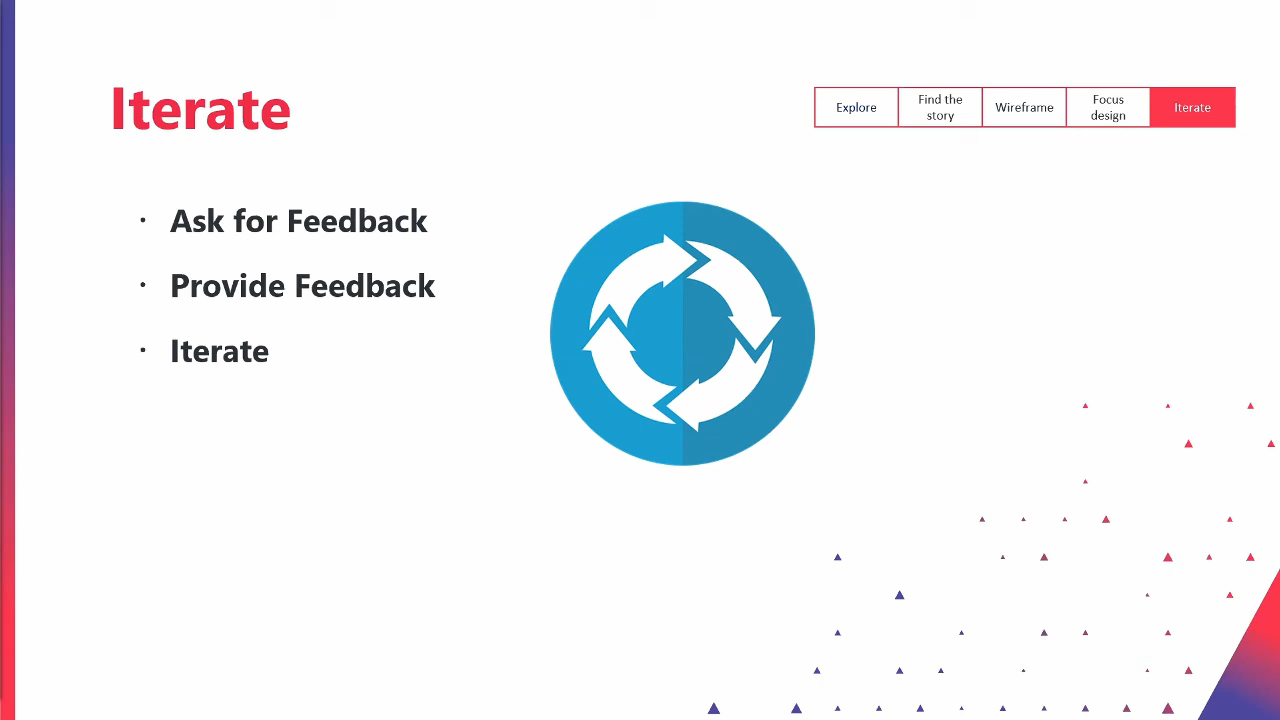 Iterate
Explore
Find the
story
Wireframe
Focus
design
Iterate
· Ask for Feedback
· Provide Feedback
· Iterate